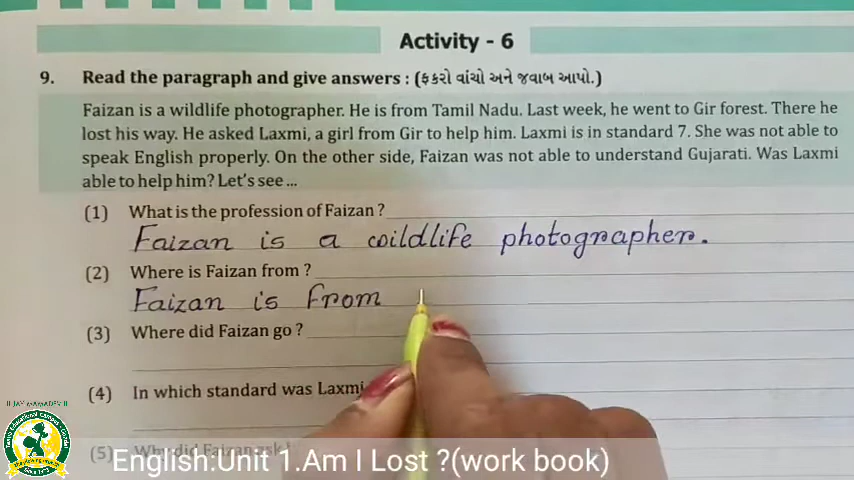 Activity - 6
9. Read the paragraph and give answers : (ફકરો વાંચો અને જવાબ આપો.)
Faizan is a wildlife photographer. He is from Tamil Nadu. Last week, he went to Gir forest. There he
lost his way. He asked Laxmi, a girl from Gir to help him. Laxmi is in standard 7. She was not able to
speak English properly. On the other side, Faizan was not able to understand Gujarati. Was Laxmi
able to help him? Let's see ...
(1) What is the profession of Faizan ?
Faizan is a wildlife photographer.
(2) Where is Faizan from ?
Faizan is from
(3) Where did Faizan go ?
(4) In which standard was Laxmi
(5) Why did Faizan ask
English:Unit 1.Am I Lost ?(work book)